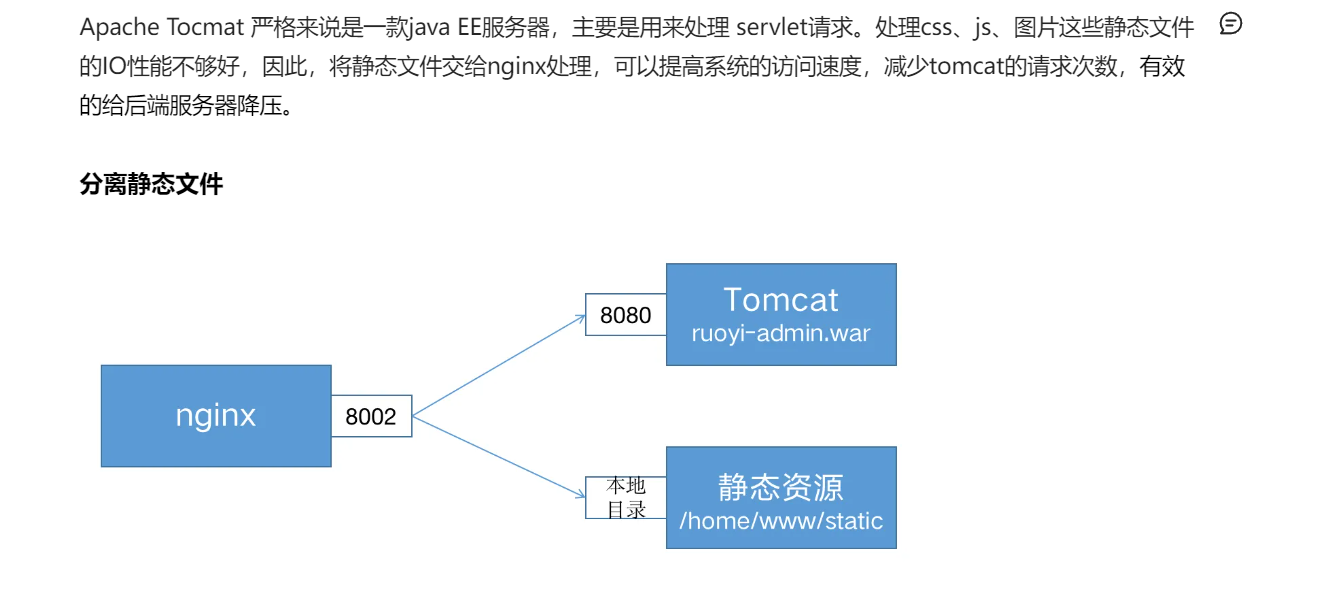 Apache Tocmat 严格来说是一款java EE服务器，主要是用来处理 servlet请求。处理css、js、图片这些静态文件
的IO性能不够好，因此，将静态文件交给nginx处理，可以提高系统的访问速度，减少tomcat的请求次数，有效
的给后端服务器降压。
分离静态文件
nginx
8002
8080
Tomcat
ruoyi-admin.war
本地
目录
静态资源
/home/www/static